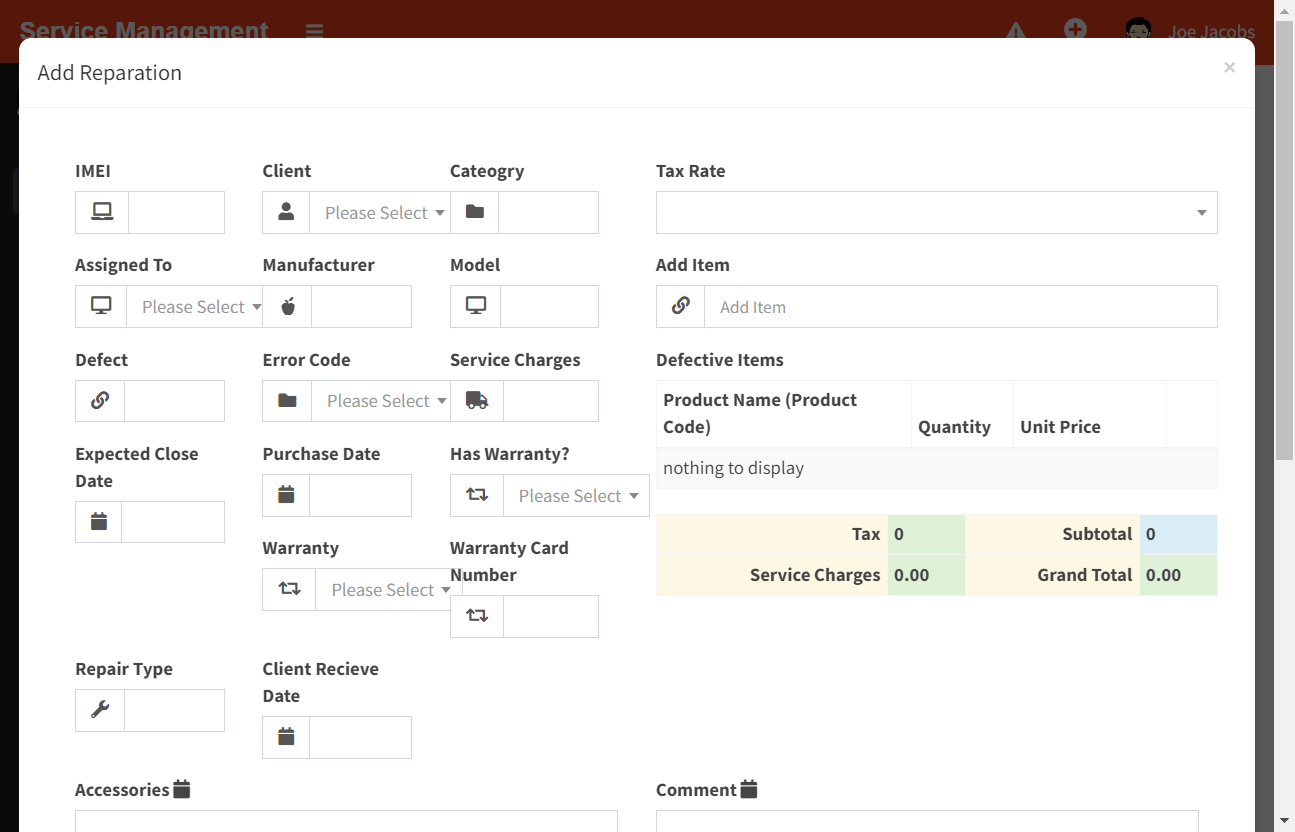 Service Management
Joe Jacobs
Add Reparation
×
IMEI
Client
Please Select
Cateogry
Tax Rate
Assigned To
Please Select
Manufacturer
Model
Add Item
Add Item
Defect
Error Code
Please Select
Service Charges
Defective Items
Product Name (Product
Code)
Quantity
Unit Price
nothing to display
Expected Close
Date
Purchase Date
Has Warranty?
Please Select
Tax 0 Subtotal 0
Service Charges 0.00 Grand Total 0.00
Warranty
Please Select
Warranty Card
Number
Repair Type
Client Recieve
Date
Accessories
Comment